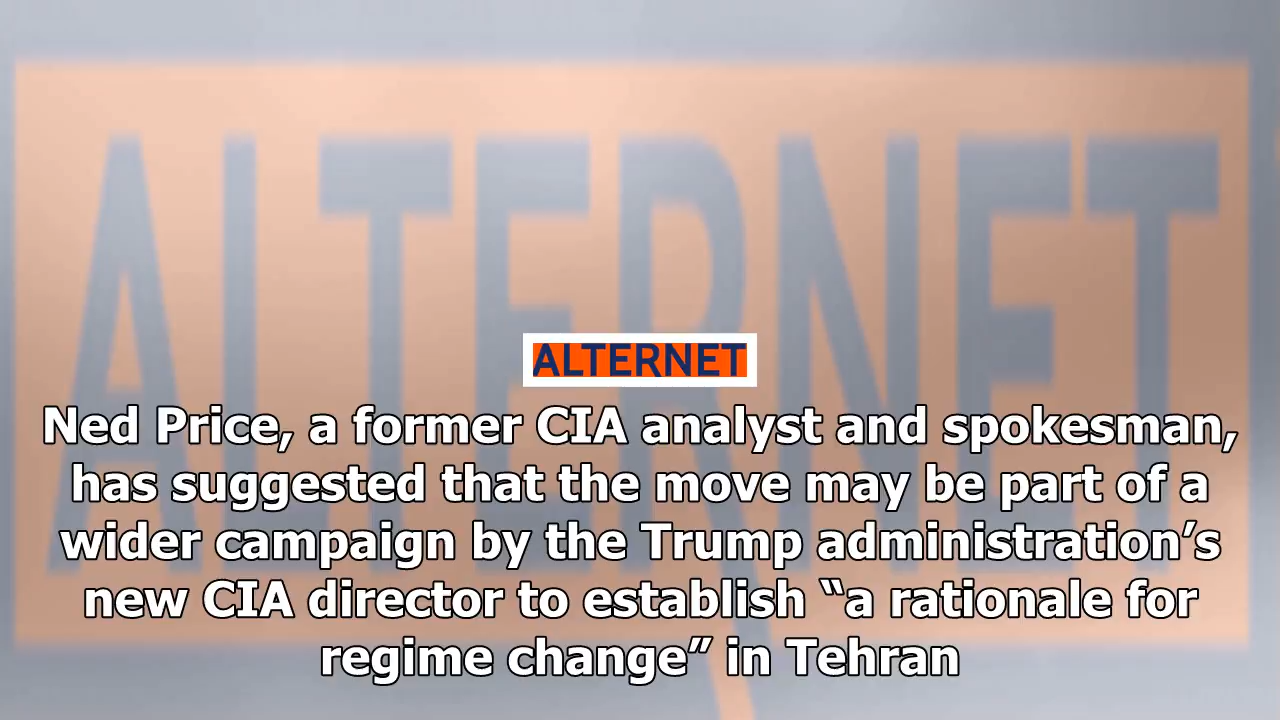 ALTERNET
ALTERNET
Ned Price, a former CIA analyst and spokesman,
has suggested that the move may be part of a
wider campaign by the Trump administration’s
new CIA director to establish “a rationale for
regime change” in Tehran